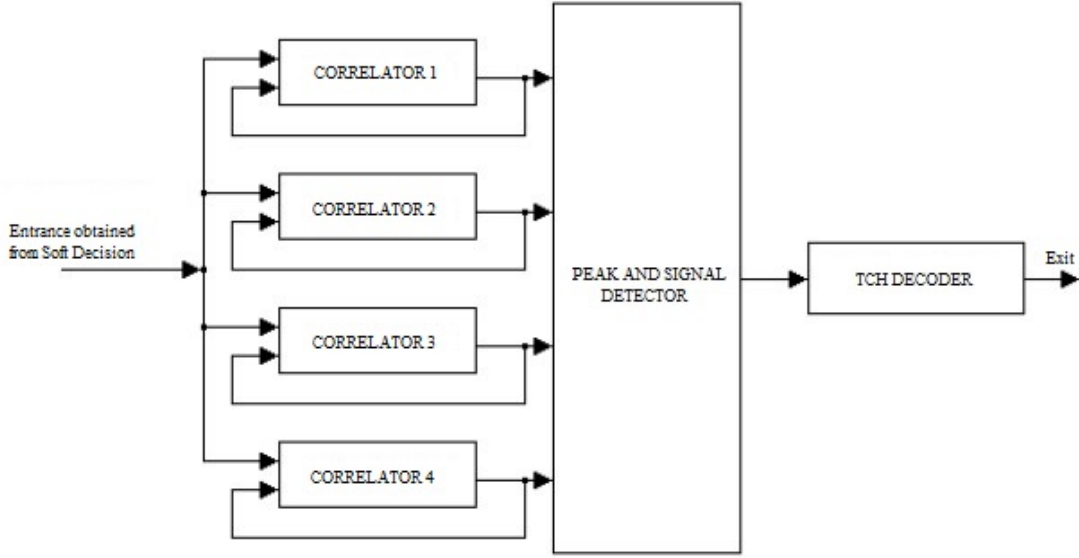 CORRELATOR 1
CORRELATOR 2
Entrance obtained
from Soft Decision
PEAK AND SIGNAL
DETECTOR
TCH DECODER
Exit
CORRELATOR 3
CORRELATOR 4